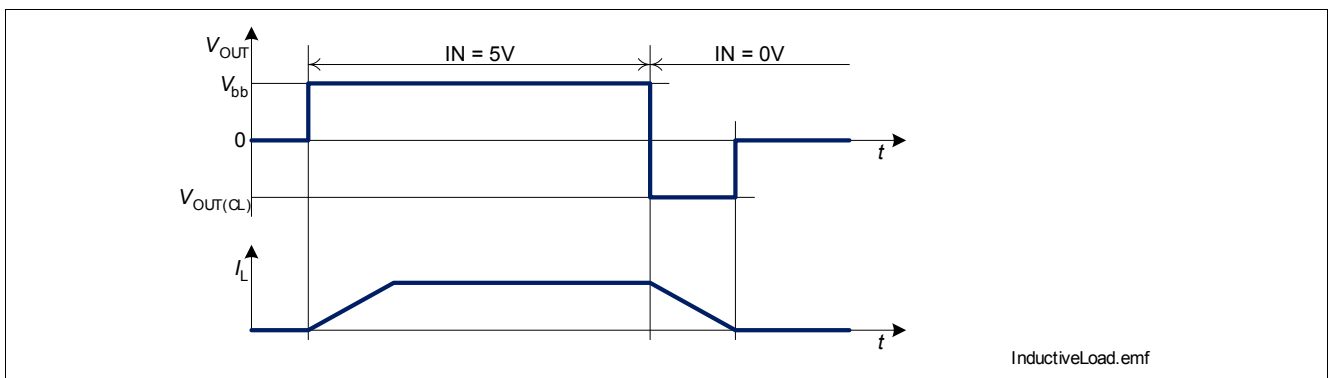 VOUT
IN = 5V
IN = 0V
Vbb
0
t
VOUT(CL)
IL
t
InductiveLoad.emf